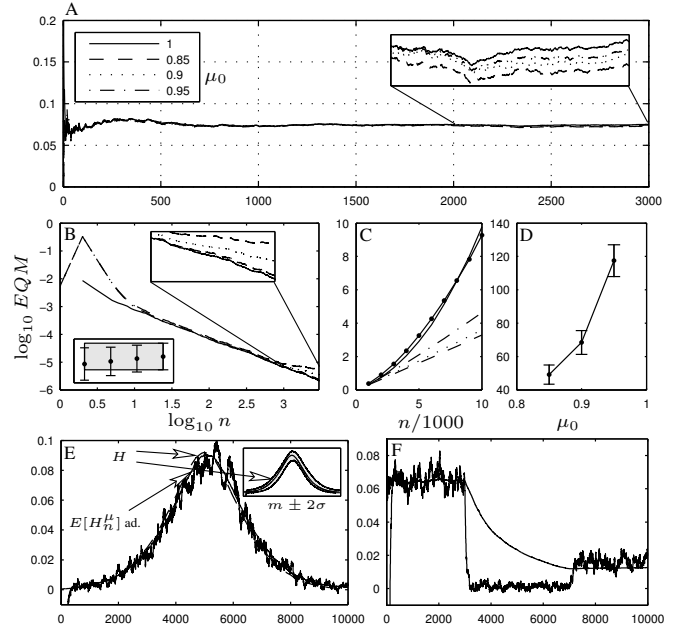 A
0.2
0.15
0.1
0.05
0
1
0.85
0.9
0.95
μ0
0 500 1000 1500 2000 2500 3000
B
log10 EQM
0
−1
−2
−3
−4
−5
−6
0 0.5 1 1.5 2 2.5 3
log10 n
C
10
8
6
4
2
0
0 2 4 6 8 10
n/1000
D
140
120
100
80
60
40
0.8 0.9 1
μ0
E
0.1
0.08
0.06
0.04
0.02
0
H
E[Hnμ] ad.
m ± 2σ
0 2000 4000 6000 8000 10000
F
0.08
0.06
0.04
0.02
0
0 2000 4000 6000 8000 10000